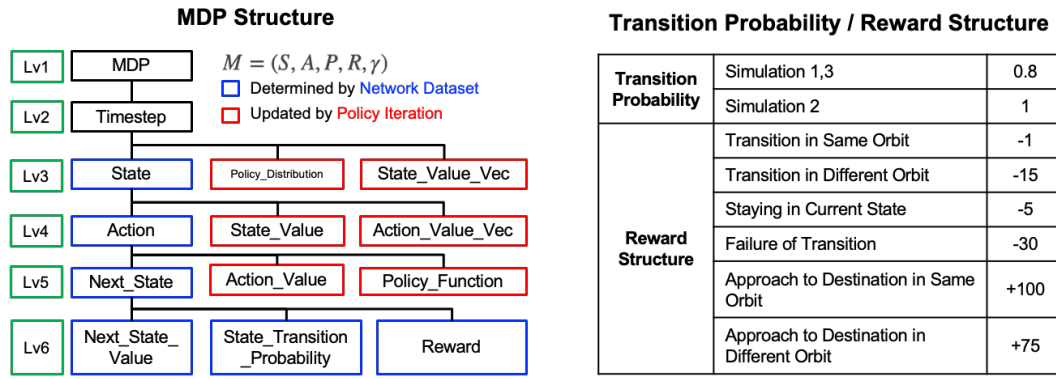 MDP Structure
Lv1
MDP
M = (S, A, P, R, γ)
Determined by Network Dataset
Updated by Policy Iteration
Lv2
Timestep
Lv3
State
Policy_Distribution
State_Value_Vec
Lv4
Action
State_Value
Action_Value_Vec
Lv5
Next_State
Action_Value
Policy_Function
Lv6
Next_State_
Value
State_Transition
_Probability
Reward
Transition Probability / Reward Structure
Transition
Probability
Simulation 1,3
0.8
Simulation 2
1
Reward
Structure
Transition in Same Orbit
-1
Transition in Different Orbit
-15
Staying in Current State
-5
Failure of Transition
-30
Approach to Destination in Same
Orbit
+100
Approach to Destination in
Different Orbit
+75